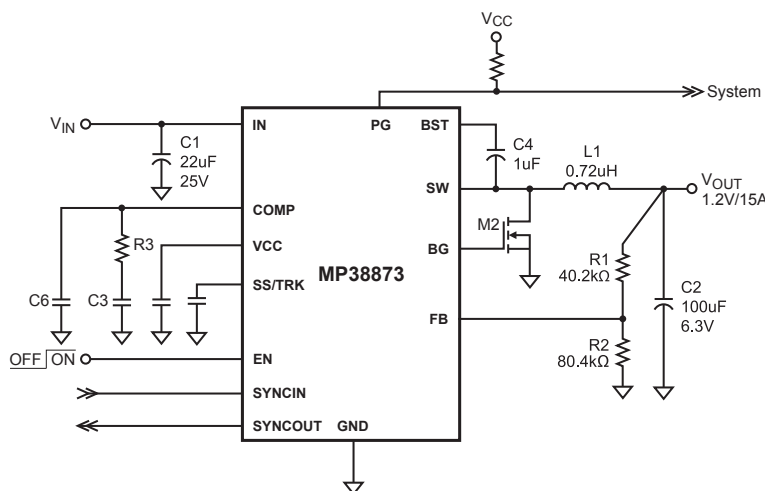 VCC
System
VIN
IN
PG
BST
C1
22uF
25V
C4
1uF
L1
0.72uH
SW
VOUT
1.2V/15A
COMP
M2
R3
VCC
BG
R1
40.2kΩ
MP38873
SS/TRK
C6
C3
C2
100uF
6.3V
FB
R2
80.4kΩ
OFF ON
EN
SYNCIN
SYNCOUT
GND